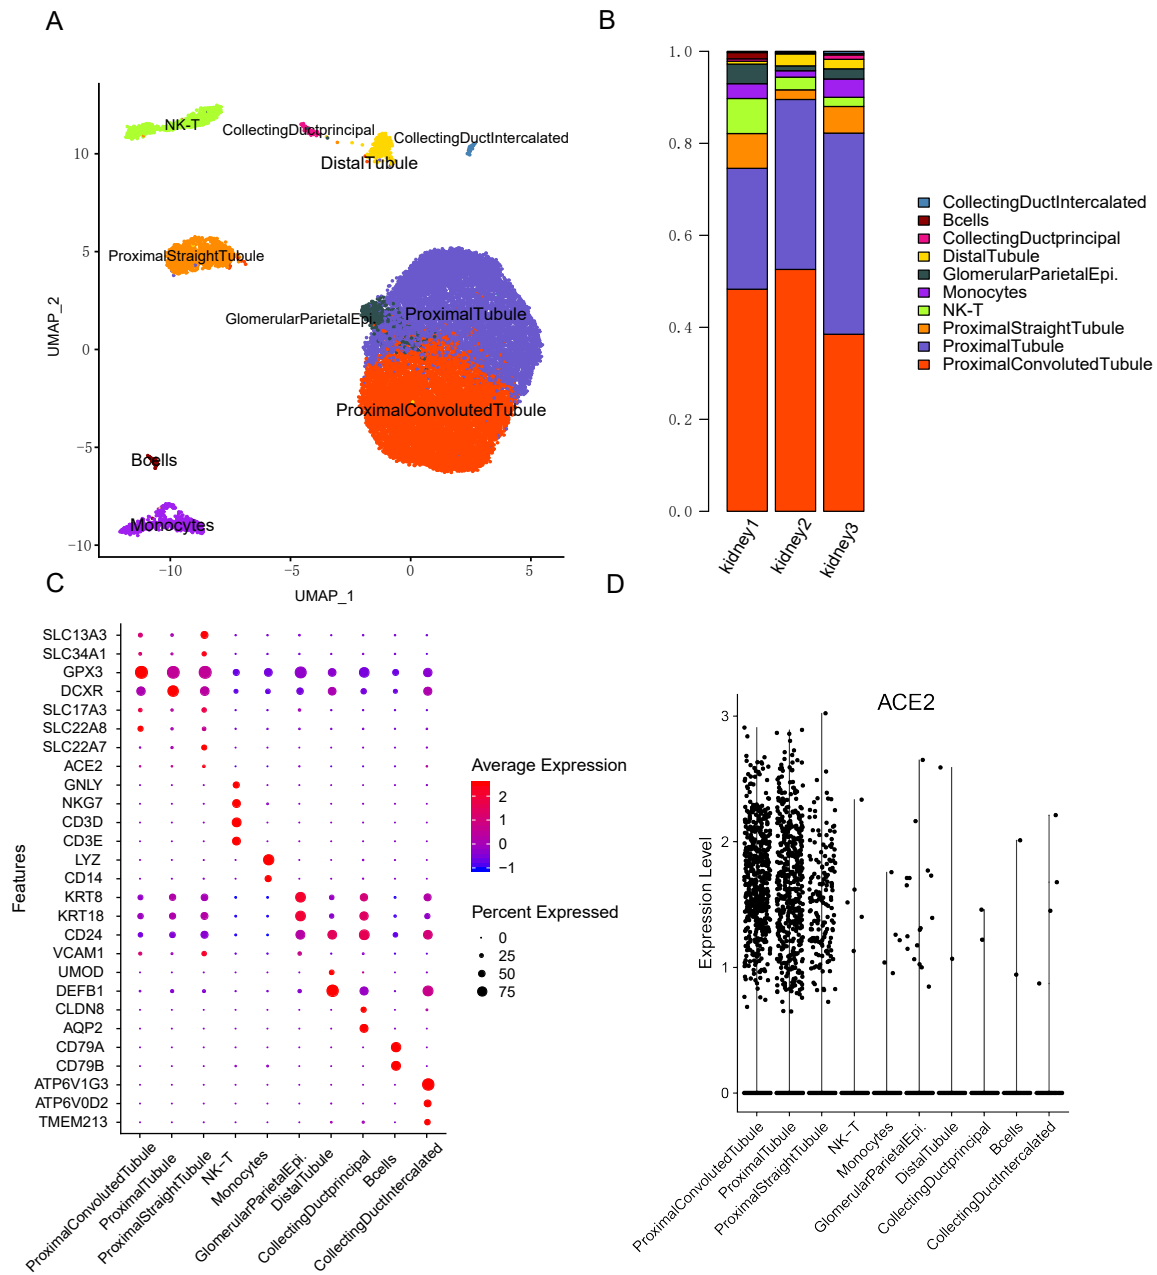 A
NK-T
CollectingDuctprincipal
CollectingDuctIntercalated
DistalTubule
ProximalStraightTubule
GlomerularParietalEpi.
ProximalTubule
ProximalConvolutedTubule
Bcells
Monocytes
10
5
0
−5
−10
UMAP_2
−10
−5
0
5
UMAP_1
B
1.0
0.8
0.6
0.4
0.2
0.0
kidney1
kidney2
kidney3
CollectingDuctIntercalated
Bcells
CollectingDuctprincipal
DistalTubule
GlomerularParietalEpi.
Monocytes
NK-T
ProximalStraightTubule
ProximalTubule
ProximalConvolutedTubule
C
Features
SLC13A3
SLC34A1
GPX3
DCXR
SLC17A3
SLC22A8
SLC22A7
ACE2
GNLY
NKG7
CD3D
CD3E
LYZ
CD14
KRT8
KRT18
CD24
VCAM1
UMOD
DEFB1
CLDN8
AQP2
CD79A
CD79B
ATP6V1G3
ATP6V0D2
TMEM213
ProximalConvolutedTubule
ProximalTubule
ProximalStraightTubule
NK-T
Monocytes
GlomerularParietalEpi.
DistalTubule
CollectingDuctprincipal
Bcells
CollectingDuctIntercalated
Average Expression
2
1
0
−1
Percent Expressed
0
25
50
75
D
ACE2
Expression Level
3
2
1
0
ProximalConvolutedTubule
ProximalTubule
ProximalStraightTubule
NK-T
Monocytes
GlomerularParietalEpi.
DistalTubule
CollectingDuctprincipal
Bcells
CollectingDuctIntercalated